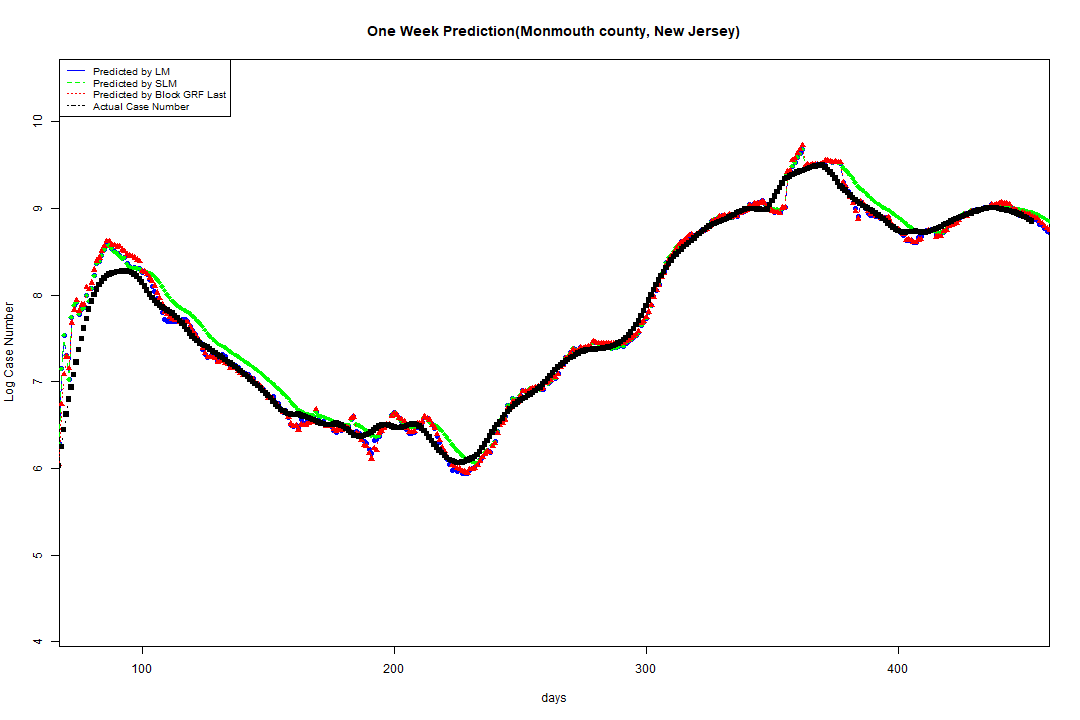 One Week Prediction(Monmouth county, New Jersey)
Predicted by LM
Predicted by SLM
Predicted by Block GRF Last
Actual Case Number
Log Case Number
10
9
8
7
6
5
4
100 200 300 400
days